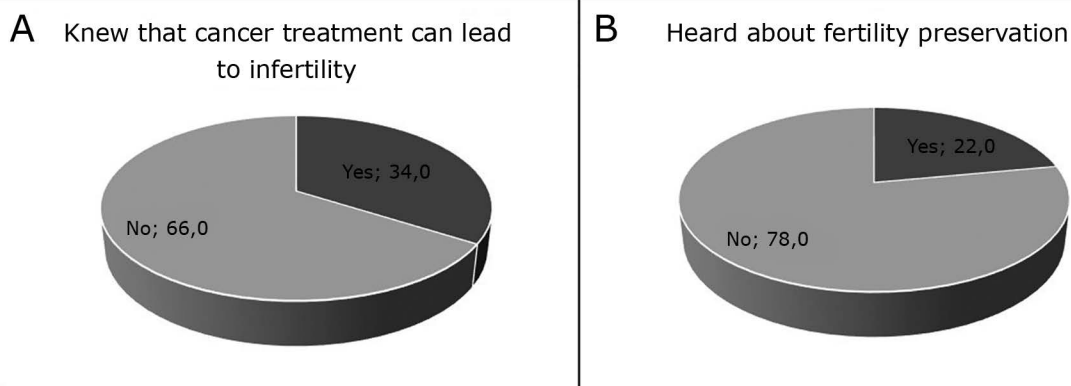 A
Knew that cancer treatment can lead
to infertility
Yes; 34,0
No; 66,0
B
Heard about fertility preservation
Yes; 22,0
No; 78,0